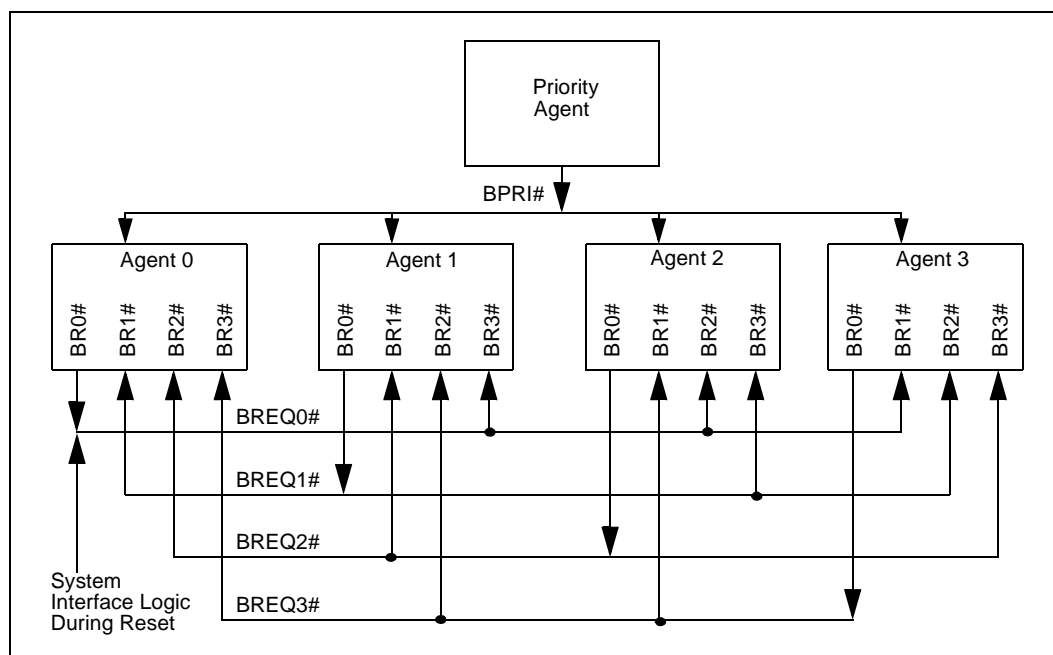 Priority
Agent
BPRI#
Agent 0
Agent 1
Agent 2
Agent 3
BR0#
BR1#
BR2#
BR3#
BR0#
BR1#
BR2#
BR3#
BR0#
BR1#
BR2#
BR3#
BR0#
BR1#
BR2#
BR3#
BREQ0#
BREQ1#
BREQ2#
BREQ3#
System
Interface Logic
During Reset